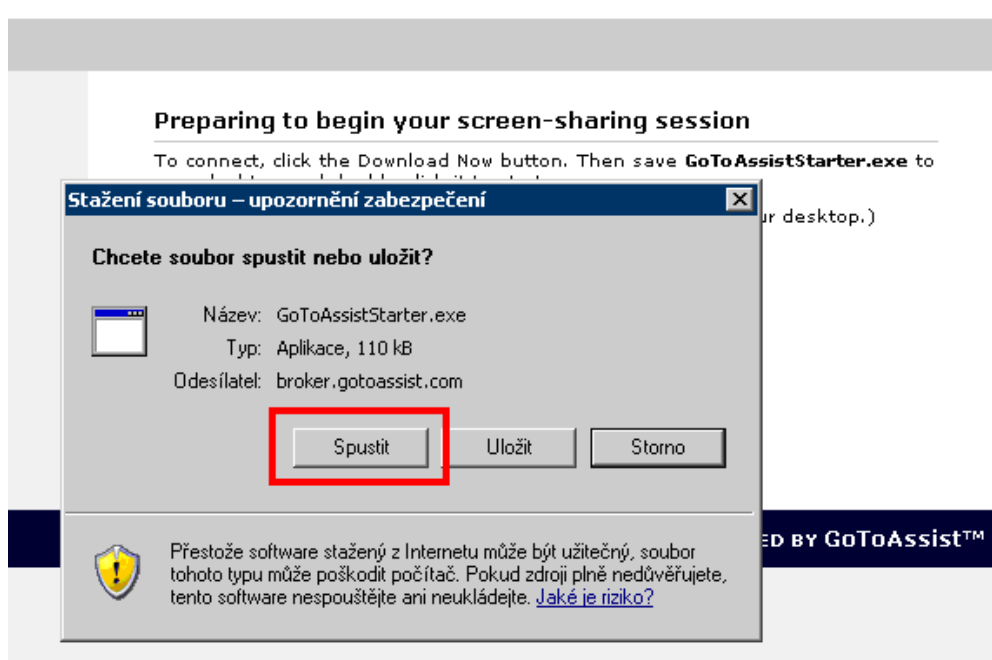 Preparing to begin your screen-sharing session
To connect, click the Download Now button. Then save GoToAssistStarter.exe to
Stažení souboru – upozornění zabezpečení
ur desktop.)
Chcete soubor spustit nebo uložit?
Název: GoToAssistStarter.exe
Typ: Aplikace, 110 kB
Odesílatel: broker.gotoassist.com
Spustit Uložit Storno
ED BY GoToAssist™
Přestože software stažený z Internetu může být užitečný, soubor
tohoto typu může poškodit počítač. Pokud zdroji plně nedůvěřujete,
tento software nespouštějte ani neukládejte. Jaké je riziko?